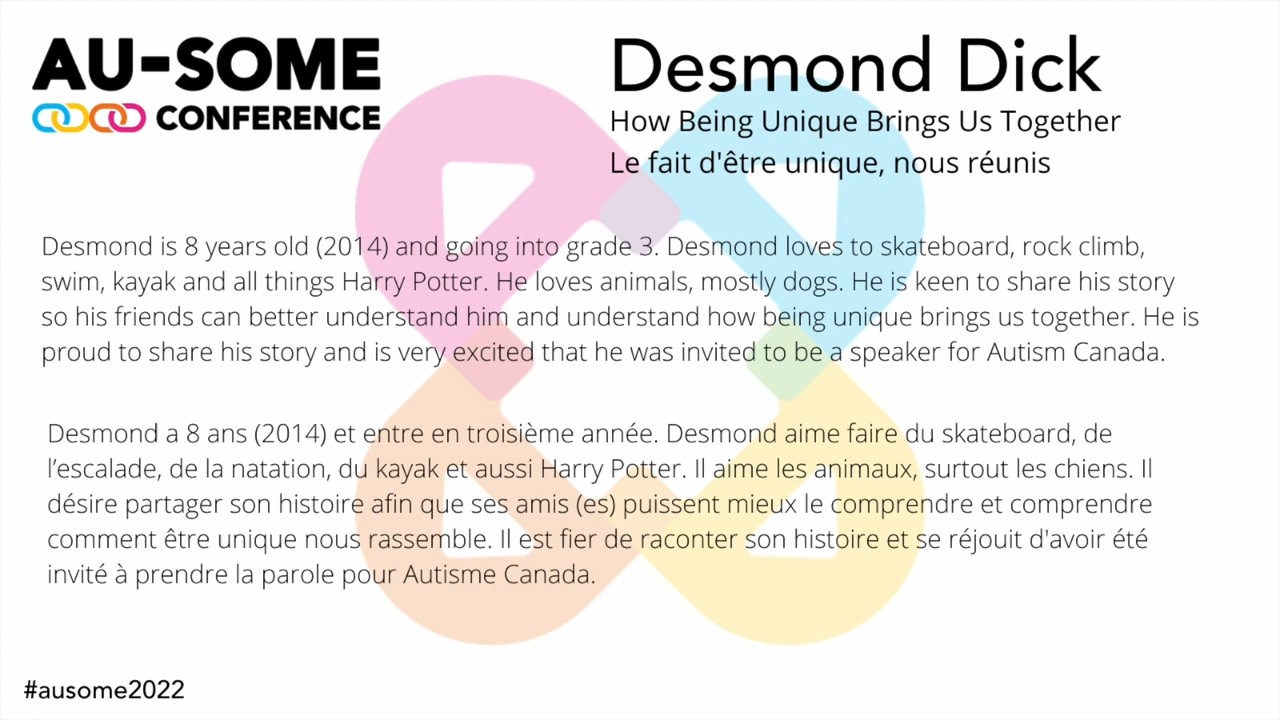 AU-SOME
CONFERENCE
Desmond Dick
How Being Unique Brings Us Together
Le fait d'être unique, nous réunis
Desmond is 8 years old (2014) and going into grade 3. Desmond loves to skateboard, rock climb,
swim, kayak and all things Harry Potter. He loves animals, mostly dogs. He is keen to share his story
so his friends can better understand him and understand how being unique brings us together. He is
proud to share his story and is very excited that he was invited to be a speaker for Autism Canada.
Desmond a 8 ans (2014) et entre en troisième année. Desmond aime faire du skateboard, de
l’escalade, de la natation, du kayak et aussi Harry Potter. Il aime les animaux, surtout les chiens. Il
désire partager son histoire afin que ses amis (es) puissent mieux le comprendre et comprendre
comment être unique nous rassemble. Il est fier de raconter son histoire et se réjouit d'avoir été
invité à prendre la parole pour Autisme Canada.
#ausome2022